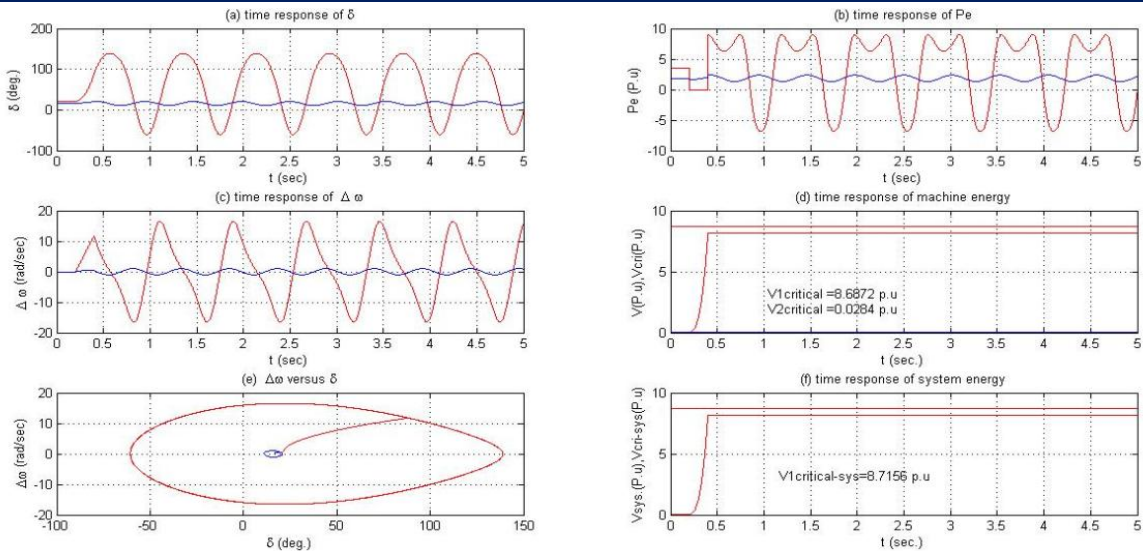 (a) time response of δ
200
100
0
-100
δ (deg.)
0 0.5 1 1.5 2 2.5 3 3.5 4 4.5 5
t (sec)
(b) time response of Pe
10
5
0
-5
-10
Pe (P.u)
0 0.5 1 1.5 2 2.5 3 3.5 4 4.5 5
t (sec)
(c) time response of Δ ω
20
10
0
-10
-20
Δ ω (rad/sec)
0 0.5 1 1.5 2 2.5 3 3.5 4 4.5 5
t (sec)
(d) time response of machine energy
10
5
0
V(P.u),Vcri(P.u)
V1critical =8.6872 p.u
V2critical =0.0284 p.u
0 0.5 1 1.5 2 2.5 3 3.5 4 4.5 5
t (sec.)
(e) Δω versus δ
20
10
0
-10
-20
Δω (rad/sec)
-100 -50 0 50 100 150
δ (deg.)
(f) time response of system energy
10
5
0
Vsys.(P.u),Vcri-sys(P.u)
V1critical-sys=8.7156 p.u
0 0.5 1 1.5 2 2.5 3 3.5 4 4.5 5
t (sec.)